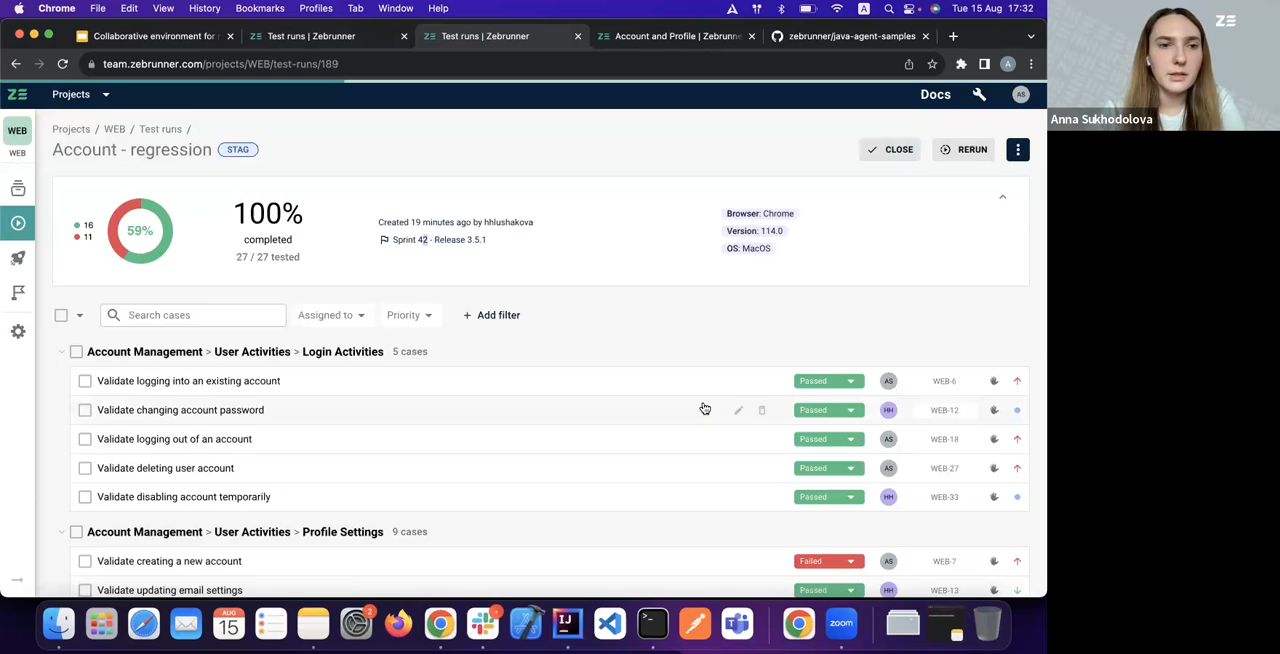 Chrome File Edit View History Bookmarks Profiles Tab Window Help
A Tue 15 Aug 17:32
Collaborative environment for
Test runs | Zebrunner
Test runs | Zebrunner
Account and Profile | Zebrunne
zebrunner/java-agent-samples
team.zebrunner.com/projects/WEB/test-runs/189
A
Projects
Docs
AS
WEB
WEB
Projects / WEB / Test runs /
Account - regression STAG
CLOSE RERUN
16
11
59%
100%
completed
27 / 27 tested
Created 19 minutes ago by hhlushakova
Sprint 42 - Release 3.5.1
Browser: Chrome
Version: 114.0
OS: MacOS
Search cases Assigned to Priority + Add filter
Account Management > User Activities > Login Activities 5 cases
Validate logging into an existing account Passed AS WEB-6
Validate changing account password Passed HH WEB-12
Validate logging out of an account Passed AS WEB-18
Validate deleting user account Passed AS WEB-27
Validate disabling account temporarily Passed HH WEB-33
Account Management > User Activities > Profile Settings 9 cases
Validate creating a new account Failed AS WEB-7
Validate updating email settings Passed HH WEB-13
AUG
15
2
IJ
zoom
Anna Sukhodolova